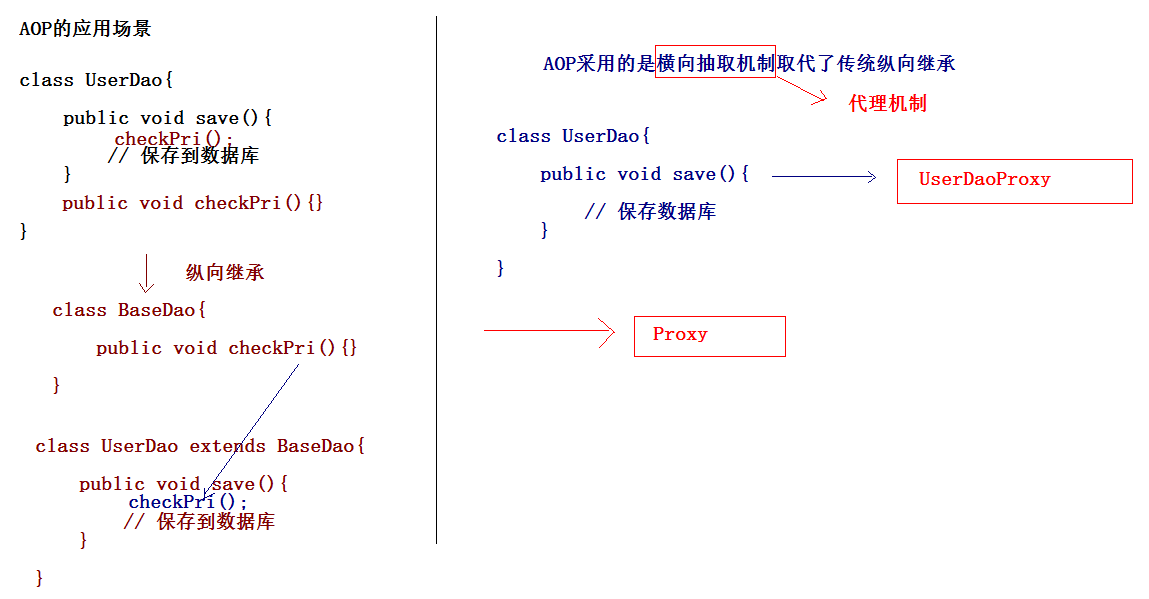 AOP的应用场景
class UserDao{
public void save(){
checkPri();
// 保存到数据库
}
public void checkPri(){}
}
纵向继承
class BaseDao{
public void checkPri(){}
}
class UserDao extends BaseDao{
public void save(){
checkPri();
// 保存到数据库
}
}
AOP采用的是横向抽取机制取代了传统纵向继承
代理机制
class UserDao{
public void save(){
// 保存数据库
}
}
UserDaoProxy
Proxy